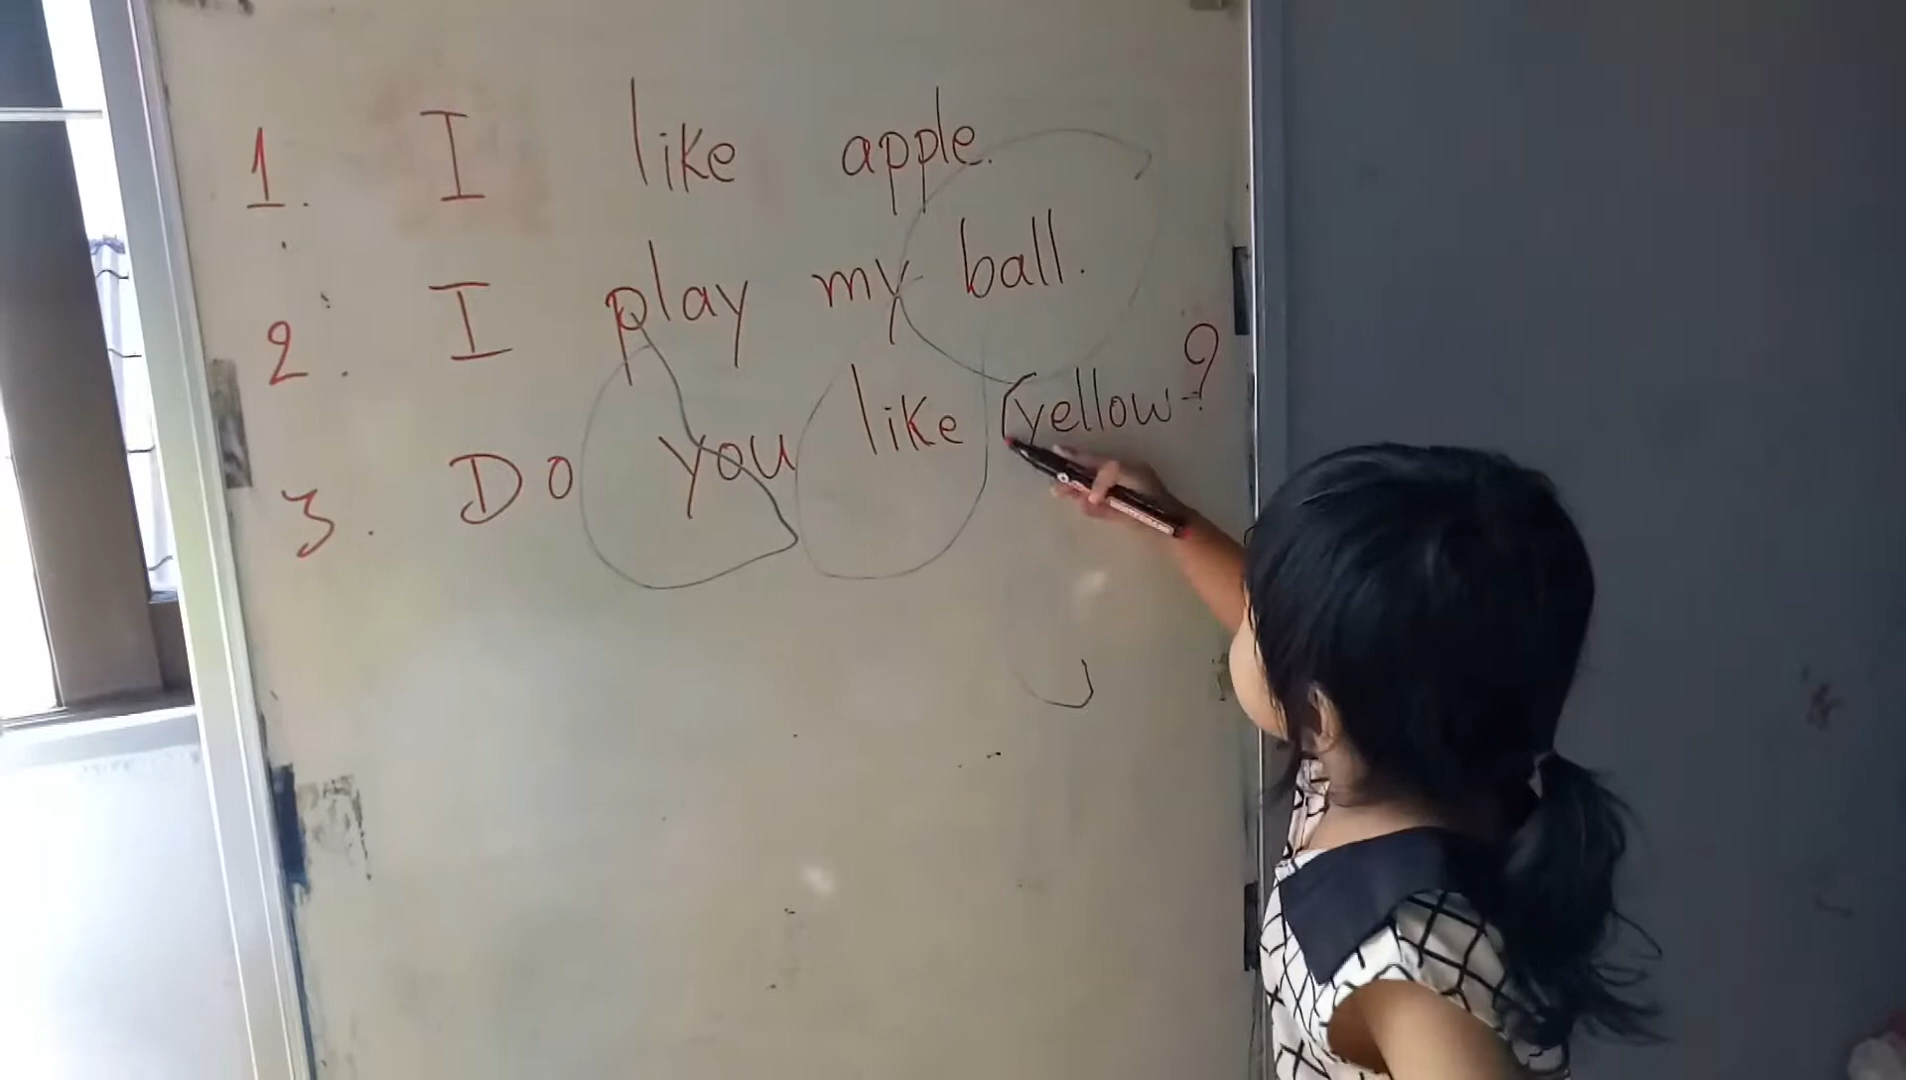 1. I like apple.
2. I play my ball.
3. Do you like yellow?